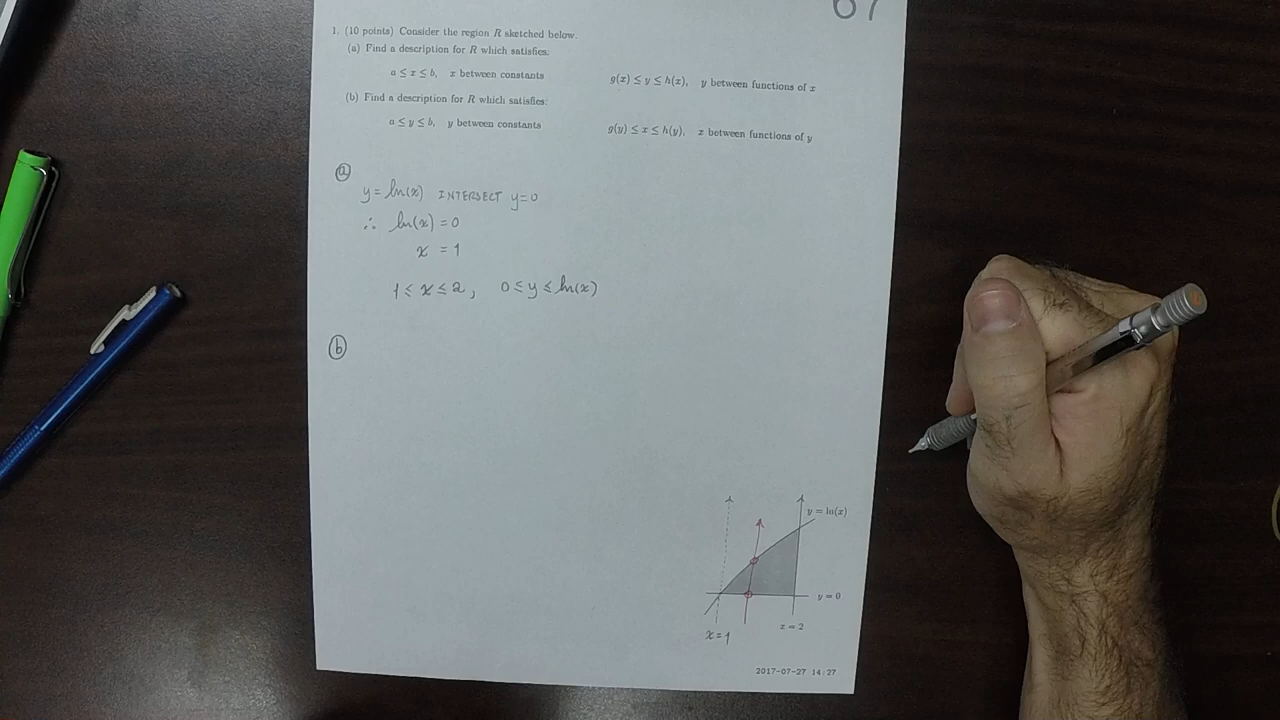 67
1. (10 points) Consider the region R sketched below.
(a) Find a description for R which satisfies:
a ≤ x ≤ b, x between constants g(x) ≤ y ≤ h(x), y between functions of x
(b) Find a description for R which satisfies:
a ≤ y ≤ b, y between constants g(y) ≤ x ≤ h(y), x between functions of y
(a)
y = ln(x) INTERSECT y=0
∴ ln(x) = 0
x = 1
1 ≤ x ≤ 2, 0 ≤ y ≤ ln(x)
(b)
y = ln(x)
y = 0
x = 2
x = 1
2017-07-27 14:27